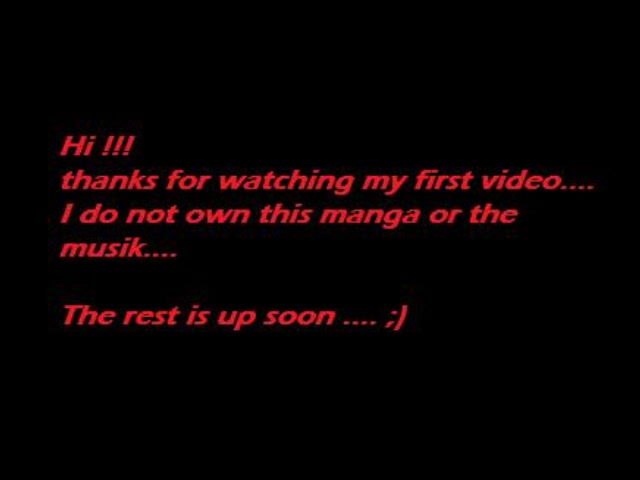 Hi !!!
thanks for watching my first video....
I do not own this manga or the
musik....
The rest is up soon .... ;)